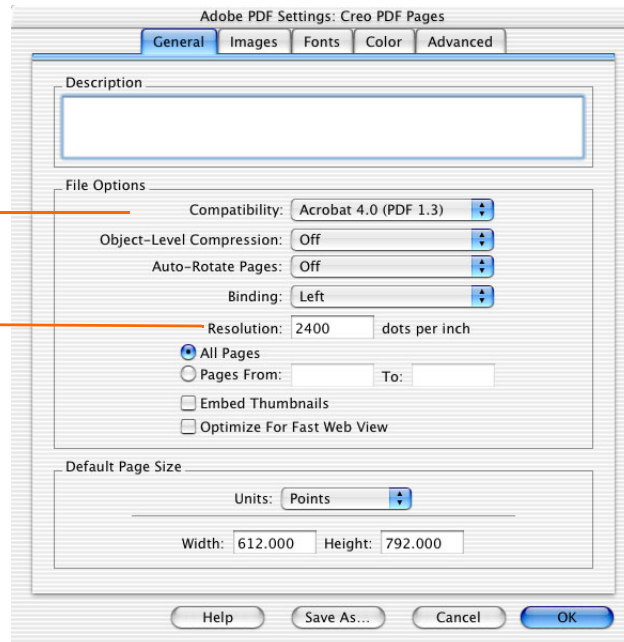 Adobe PDF Settings: Creo PDF Pages
General Images Fonts Color Advanced
Description
File Options
Compatibility: Acrobat 4.0 (PDF 1.3)
Object-Level Compression: Off
Auto-Rotate Pages: Off
Binding: Left
Resolution: 2400 dots per inch
All Pages
Pages From: To:
Embed Thumbnails
Optimize For Fast Web View
Default Page Size
Units: Points
Width: 612.000 Height: 792.000
Help Save As... Cancel OK